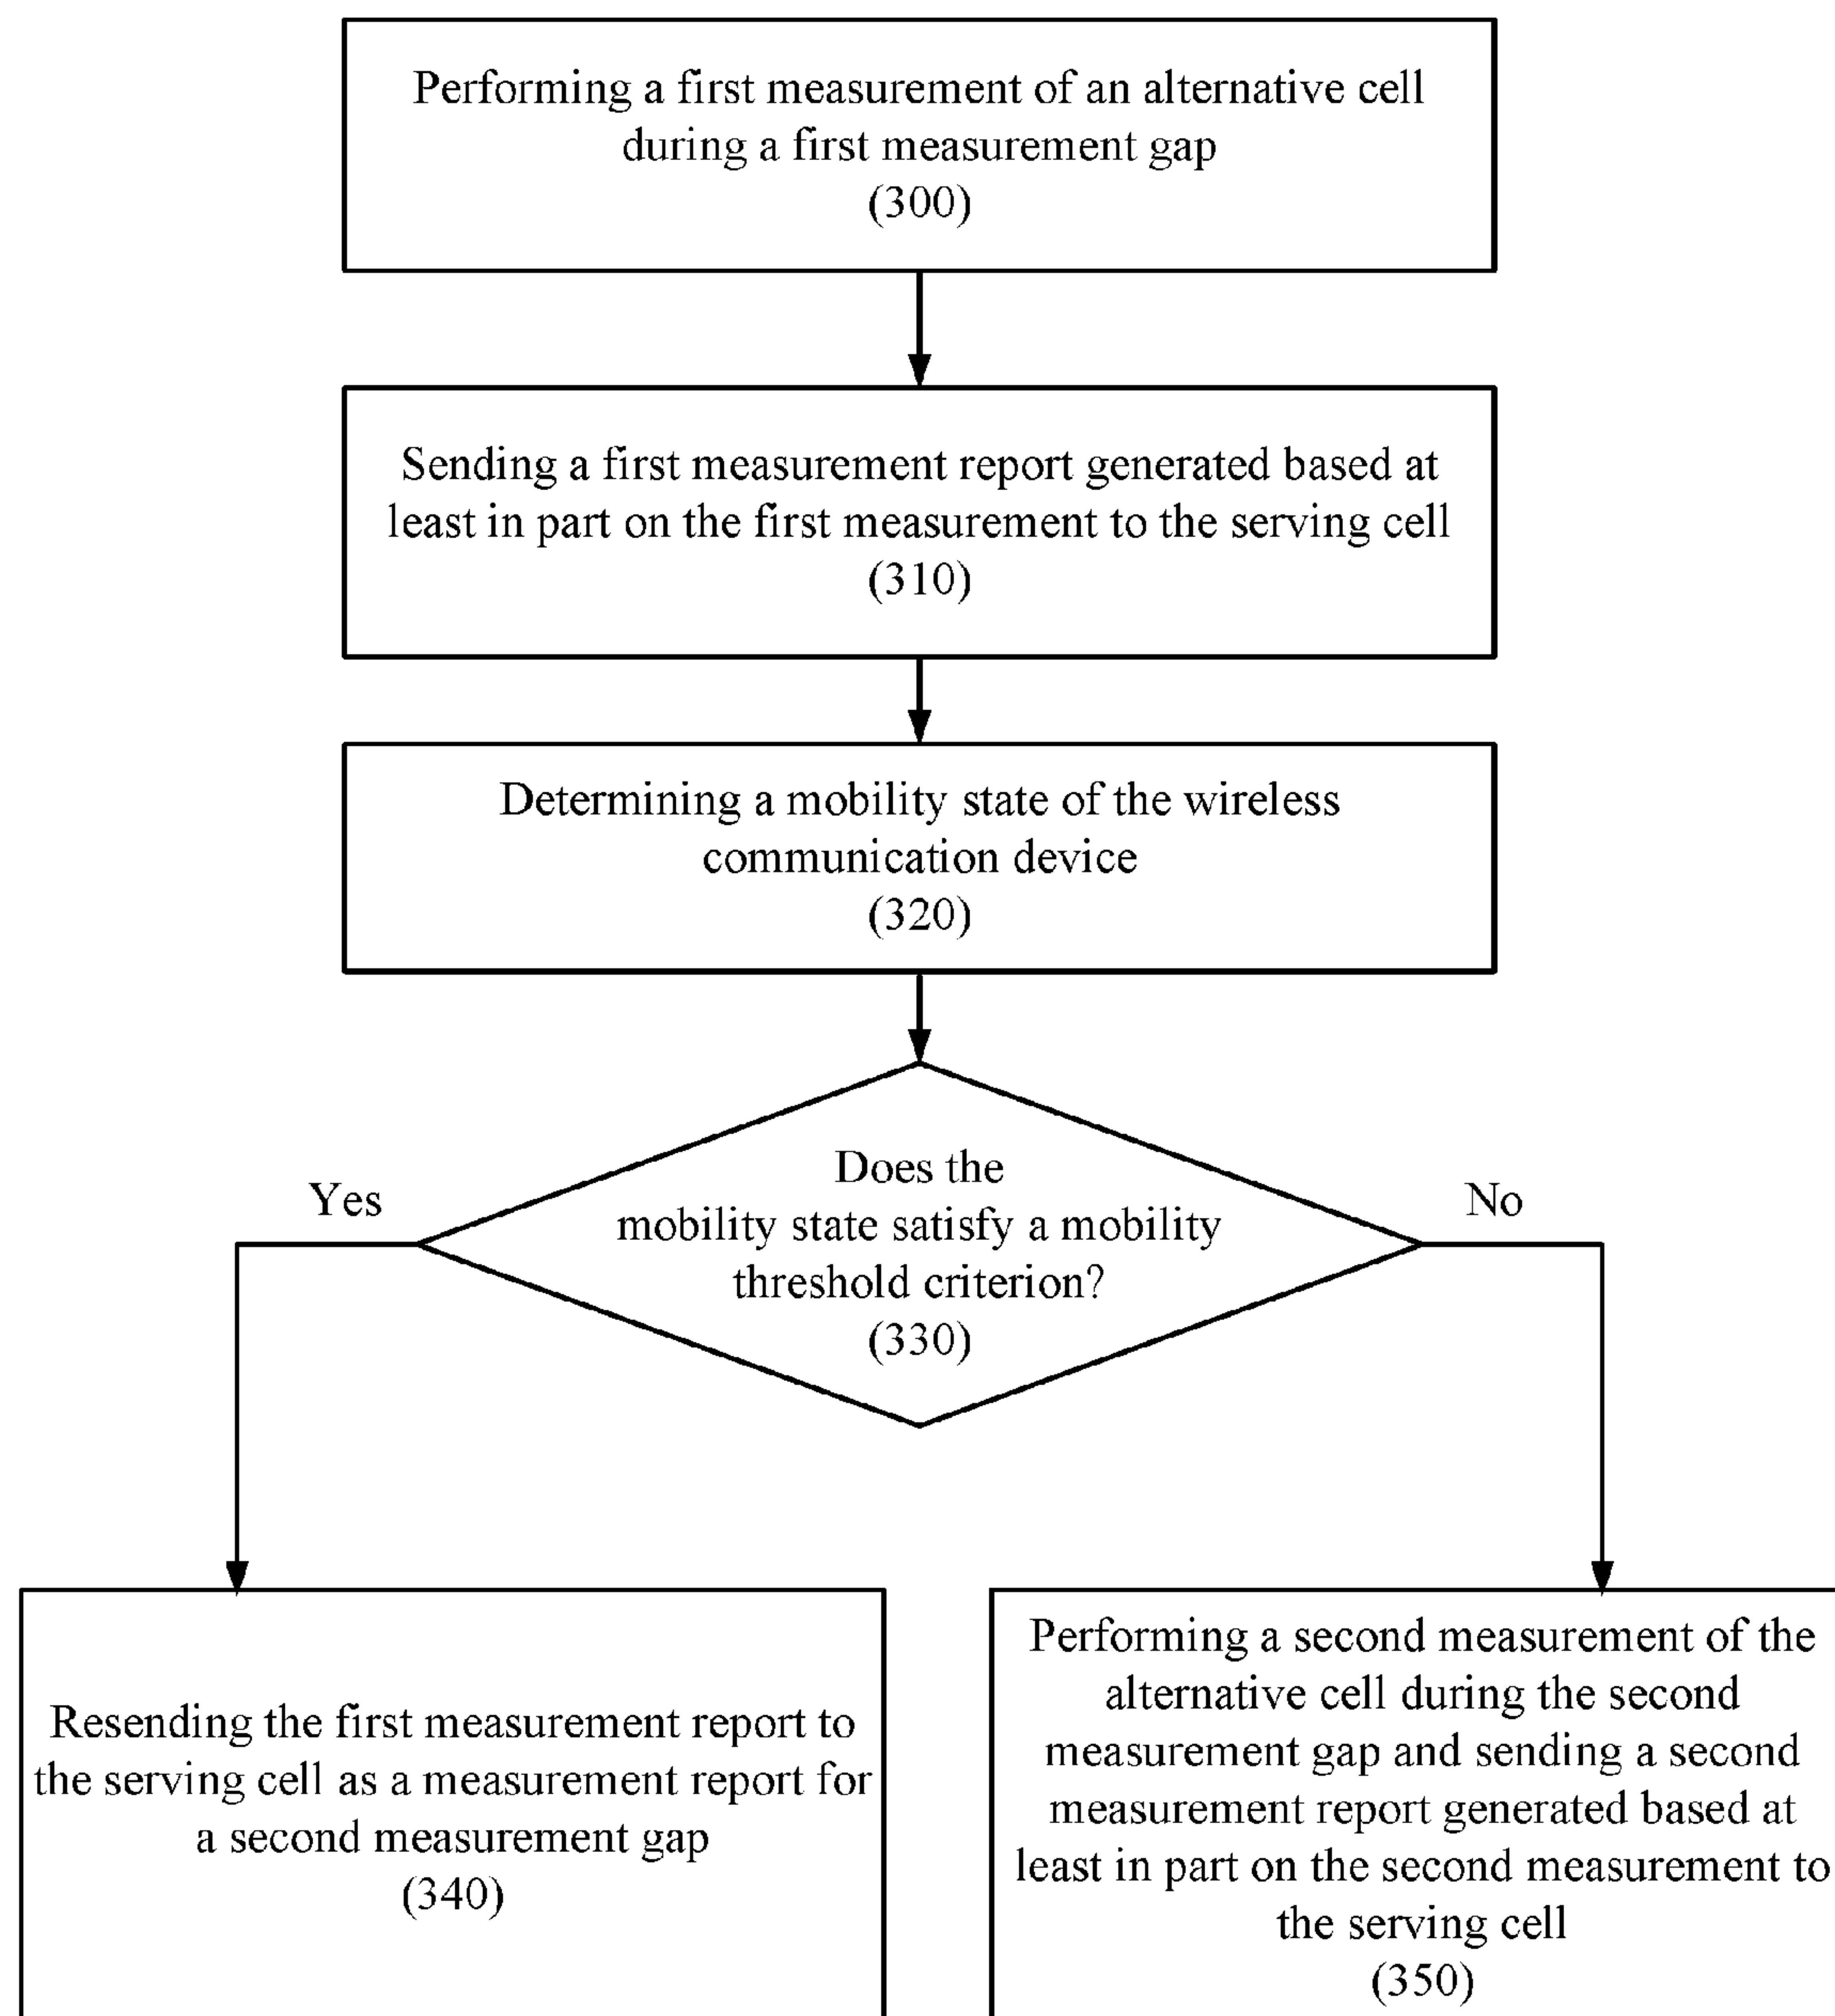 Performing a first measurement of an alternative cell
during a first measurement gap
(300)
Sending a first measurement report generated based at
least in part on the first measurement to the serving cell
(310)
Determining a mobility state of the wireless
communication device
(320)
Does the
mobility state satisfy a mobility
threshold criterion?
(330)
Yes
No
Resending the first measurement report to
the serving cell as a measurement report for
a second measurement gap
(340)
Performing a second measurement of the
alternative cell during the second
measurement gap and sending a second
measurement report generated based at
least in part on the second measurement to
the serving cell
(350)